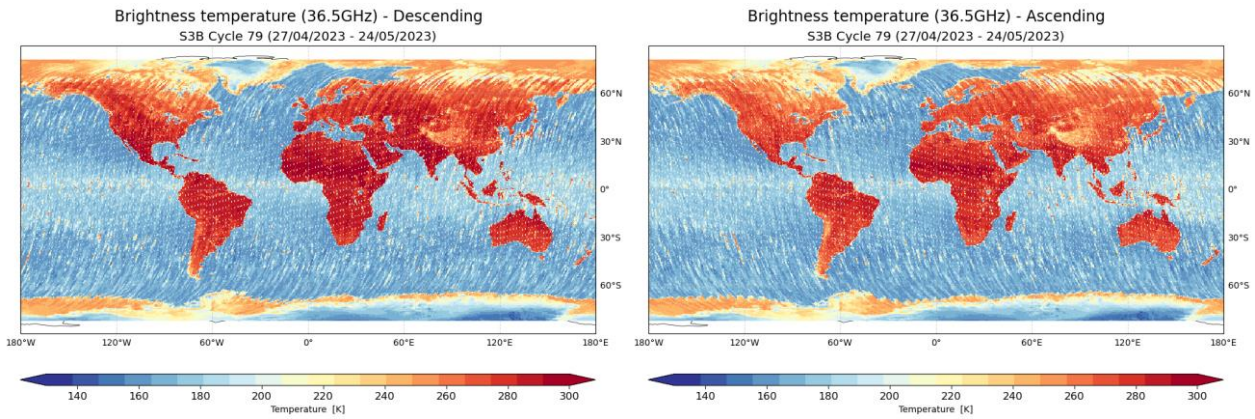 Brightness temperature (36.5GHz) - Descending
S3B Cycle 79 (27/04/2023 - 24/05/2023)
60°N
30°N
0°
30°S
60°S
180°W 120°W 60°W 0° 60°E 120°E 180°E
140 160 180 200 220 240 260 280 300
Temperature [K]
Brightness temperature (36.5GHz) - Ascending
S3B Cycle 79 (27/04/2023 - 24/05/2023)
60°N
30°N
0°
30°S
60°S
180°W 120°W 60°W 0° 60°E 120°E 180°E
140 160 180 200 220 240 260 280 300
Temperature [K]